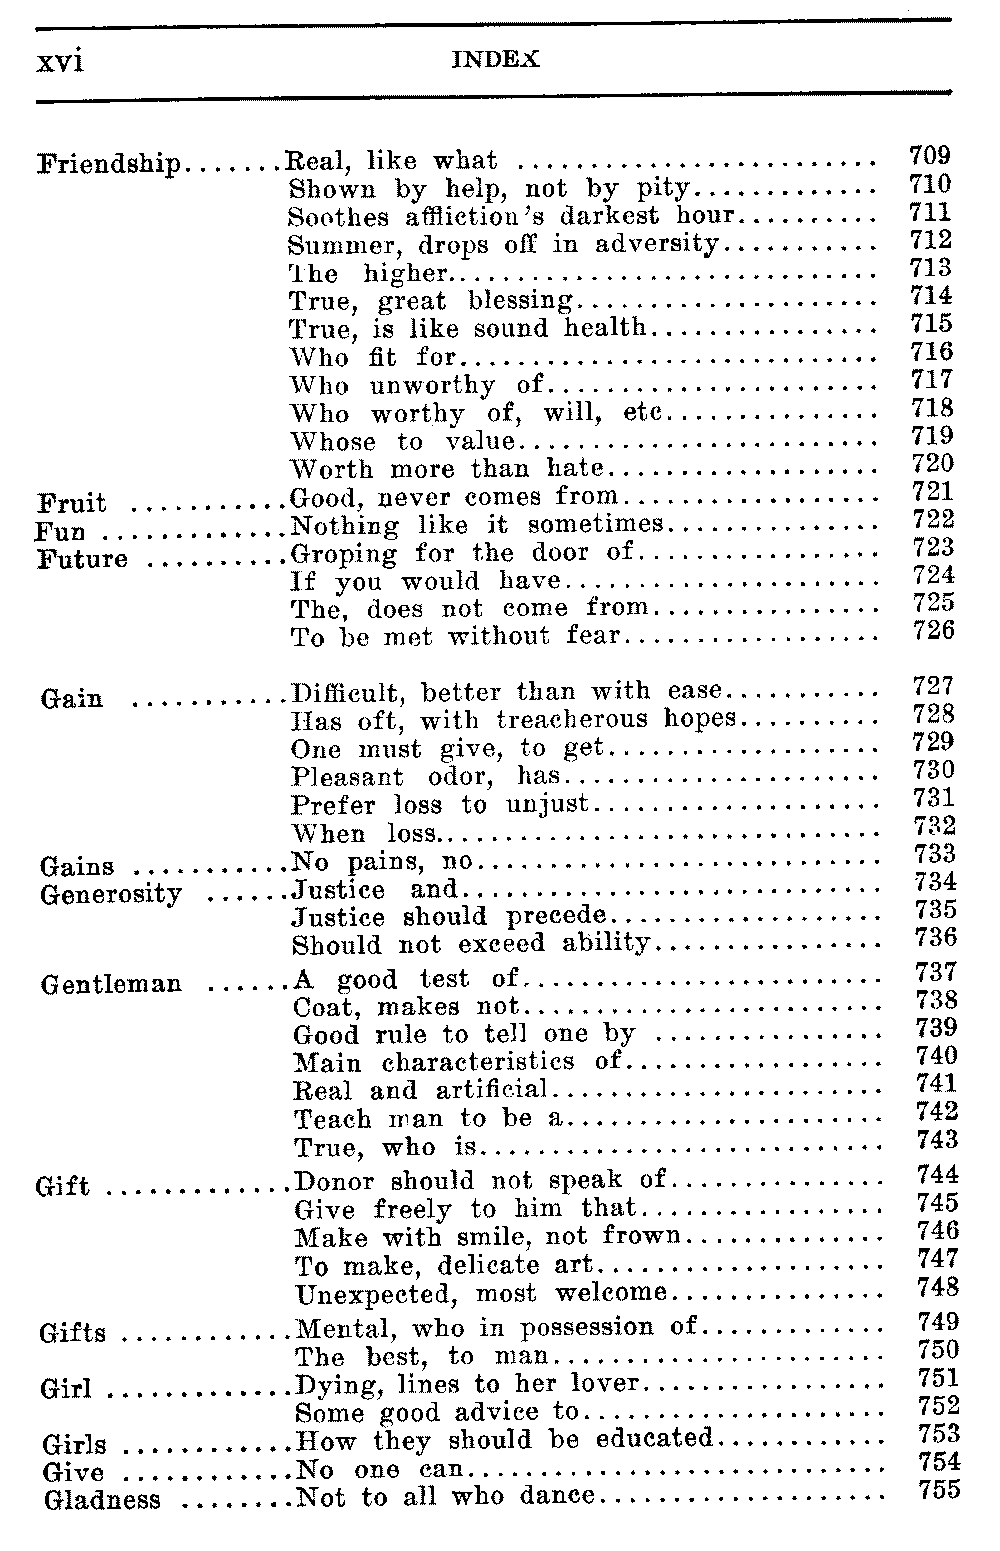 xvi INDEX
Friendship.......Real, like what ........................ 709
Shown by help, not by pity............. 710
Soothes affliction's darkest hour.......... 711
Summer, drops off in adversity........... 712
The higher............................. 713
True, great blessing.................... 714
True, is like sound health................ 715
Who fit for............................ 716
Who unworthy of...................... 717
Who worthy of, will, etc............... 718
Whose to value........................ 719
Worth more than hate.................. 720
Fruit ...........Good, never comes from................. 721
Fun .............Nothing like it sometimes............... 722
Future ..........Groping for the door of................. 723
If you would have..................... 724
The, does not come from................ 725
To be met without fear................. 726
Gain ...........Difficult, better than with ease........... 727
Has oft, with treacherous hopes.......... 728
One must give, to get................... 729
Pleasant odor, has...................... 730
Prefer loss to unjust.................... 731
When loss.............................. 732
Gains ...........No pains, no........................... 733
Generosity ......Justice and............................ 734
Justice should precede................... 735
Should not exceed ability................ 736
Gentleman ......A good test of........................ 737
Coat, makes not........................ 738
Good rule to tell one by ................ 739
Main characteristics of.................. 740
Real and artificial....................... 741
Teach man to be a...................... 742
True, who is........................... 743
Gift .............Donor should not speak of............... 744
Give freely to him that................. 745
Make with smile, not frown.............. 746
To make, delicate art.................... 747
Unexpected, most welcome............... 748
Gifts ............Mental, who in possession of............. 749
The best, to man....................... 750
Girl .............Dying, lines to her lover................. 751
Some good advice to.................... 752
Girls ............How they should be educated............ 753
Give ............No one can............................ 754
Gladness ........Not to all who dance.................... 755